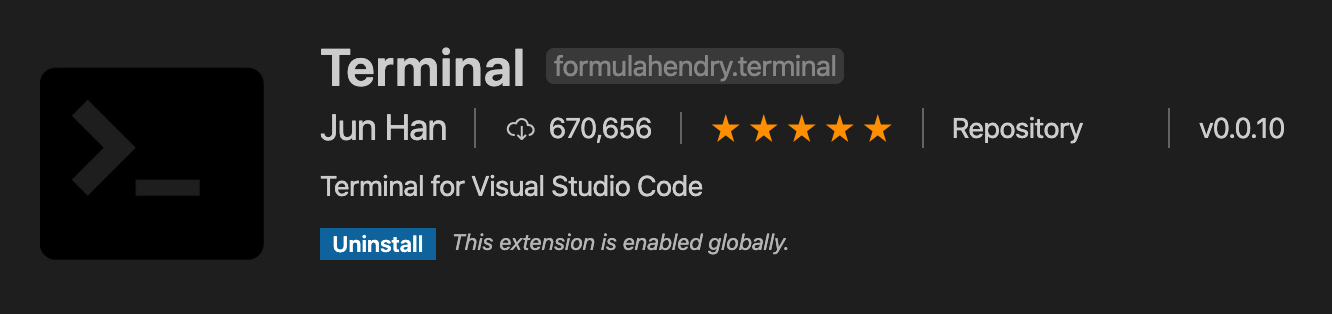 Terminal formulahendry.terminal
Jun Han 670,656 Repository v0.0.10
Terminal for Visual Studio Code
Uninstall This extension is enabled globally.